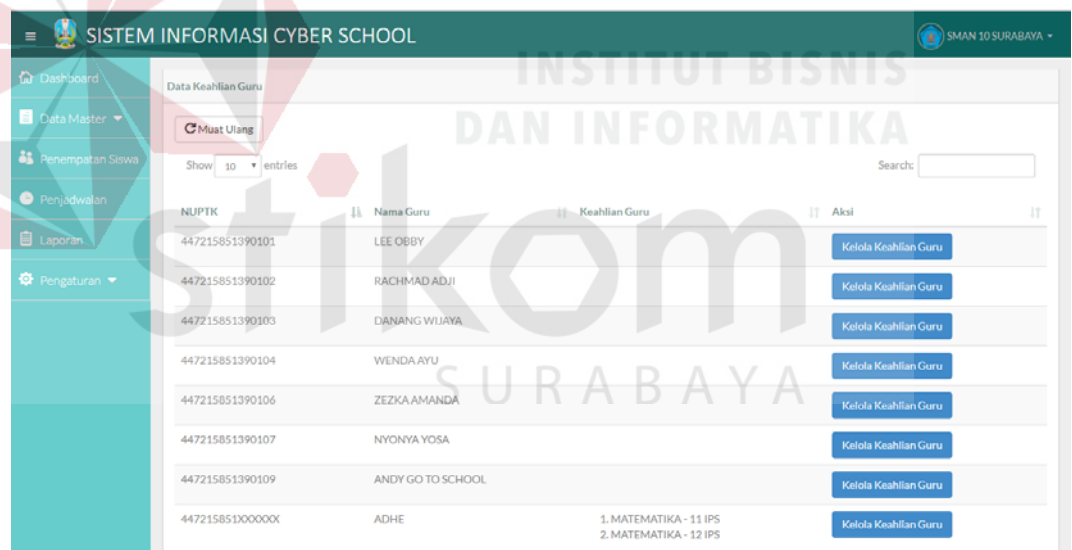 SISTEM INFORMASI CYBER SCHOOL
SMAN 10 SURABAYA
INSTITUT BISNIS
DAN INFORMATIKA
stikom
SURABAYA
Dashboard
Data Master
Penempatan Siswa
Penjadwalan
Laporan
Pengaturan
Data Keahlian Guru
Muat Ulang
Show 10 entries
Search:
NUPTK Nama Guru Keahlian Guru Aksi
447215851390101 LEE OBBY Kelola Keahlian Guru
447215851390102 RACHMAD ADJI Kelola Keahlian Guru
447215851390103 DANANG WIJAYA Kelola Keahlian Guru
447215851390104 WENDA AYU Kelola Keahlian Guru
447215851390106 ZEZKA AMANDA Kelola Keahlian Guru
447215851390107 NYONYA YOSA Kelola Keahlian Guru
447215851390109 ANDY GO TO SCHOOL Kelola Keahlian Guru
447215851XXXXXX ADHE 1. MATEMATIKA - 11 IPS Kelola Keahlian Guru
2. MATEMATIKA - 12 IPS